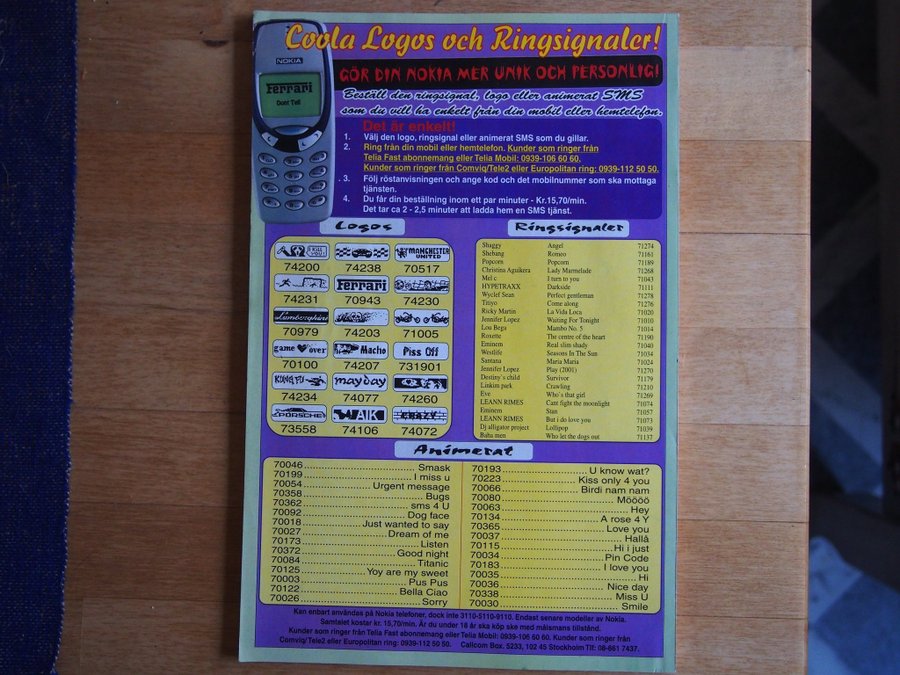 Coola Logos och Ringsignaler!
NOKIA
Ferrari
Dont Tell
GÖR DIN NOKIA MER UNIK OCH PERSONLIG!
Beställ den ringsignal, logo eller animerat SMS
som du vill ha enkelt från din mobil eller hemtelefon.
Det är enkelt!
1. Välj den logo, ringsignal eller animerat SMS som du gillar.
2. Ring från din mobil eller hemtelefon. Kunder som ringer från
Telia Fast abonnemang eller Telia Mobil: 0939-106 60 60.
Kunder som ringer från Comviq/Tele2 eller Europolitan ring: 0939-112 50 50.
3. Följ röstanvisningen och ange kod och det mobilnummer som ska mottaga
tjänsten.
4. Du får din beställning inom ett par minuter - Kr.15,70/min.
Det tar ca 2 - 2,5 minuter att ladda hem en SMS tjänst.
Logos
MANCHESTER
UNITED
74200 74238 70517
Ferrari
74231 70943 74230
Lamborghini
70979 74203 71005
game over Macho Piss Off
70100 74207 731901
KUNG FU mayday
74234 74077 74260
PORSCHE AIK CRAZY
73558 74106 74072
Ringsignaler
Shaggy Angel 71274
Shebang Romeo 71161
Popcorn Popcorn 71189
Christina Aguikera Lady Marmelade 71268
Mel c I turn to you 71043
HYPETRAXX Darkside 71111
Wyclef Sean Perfect gentleman 71278
Titiyo Come along 71276
Ricky Martin La Vida Loca 71020
Jennifer Lopez Waiting For Tonight 71010
Lou Bega Mambo No. 5 71014
Roxette The centre of the heart 71190
Eminem Real slim shady 71040
Westlife Seasons In The Sun 71034
Santana Maria Maria 71024
Jennifer Lopez Play (2001) 71270
Destiny´s child Survivor 71179
Linkim park Crawling 71210
Eve Who´s that girl 71269
LEANN RIMES Cant fight the moonlight 71074
Eminem Stan 71057
LEANN RIMES But i do love you 71073
Dj alligator project Lollipop 71039
Baha men Who let the dogs out 71137
Animerat
70046 Smask
70199 I miss u
70054 Urgent message
70358 Bugs
70362 sms 4 U
70092 Dog face
70018 Just wanted to say
70027 Dream of me
70173 Listen
70372 Good night
70084 Titanic
70125 Yoy are my sweet
70003 Pus Pus
70122 Bella Ciao
70026 Sorry
70193 U know wat?
70223 Kiss only 4 you
70066 Birdi nam nam
70080 Möööö
70063 Hey
70134 A rose 4 Y
70365 Love you
70037 Hallå
70115 Hi i just
70034 Pin Code
70183 I love you
70035 Hi
70036 Nice day
70338 Miss U
70030 Smile
Kan enbart användas på Nokia telefoner, dock inte 3110-5110-9110. Endast senare modeller av Nokia.
Samtalet kostar kr. 15,70/min. Är du under 18 år ska köp ske med målsmans tillstånd.
Kunder som ringer från Telia Fast abonnemang eller Telia Mobil: 0939-106 60 60. Kunder som ringer från
Comviq/Tele2 eller Europolitan ring: 0939-112 50 50. Callcom Box. 5233, 102 45 Stockholm Tlf: 08-661 7437.